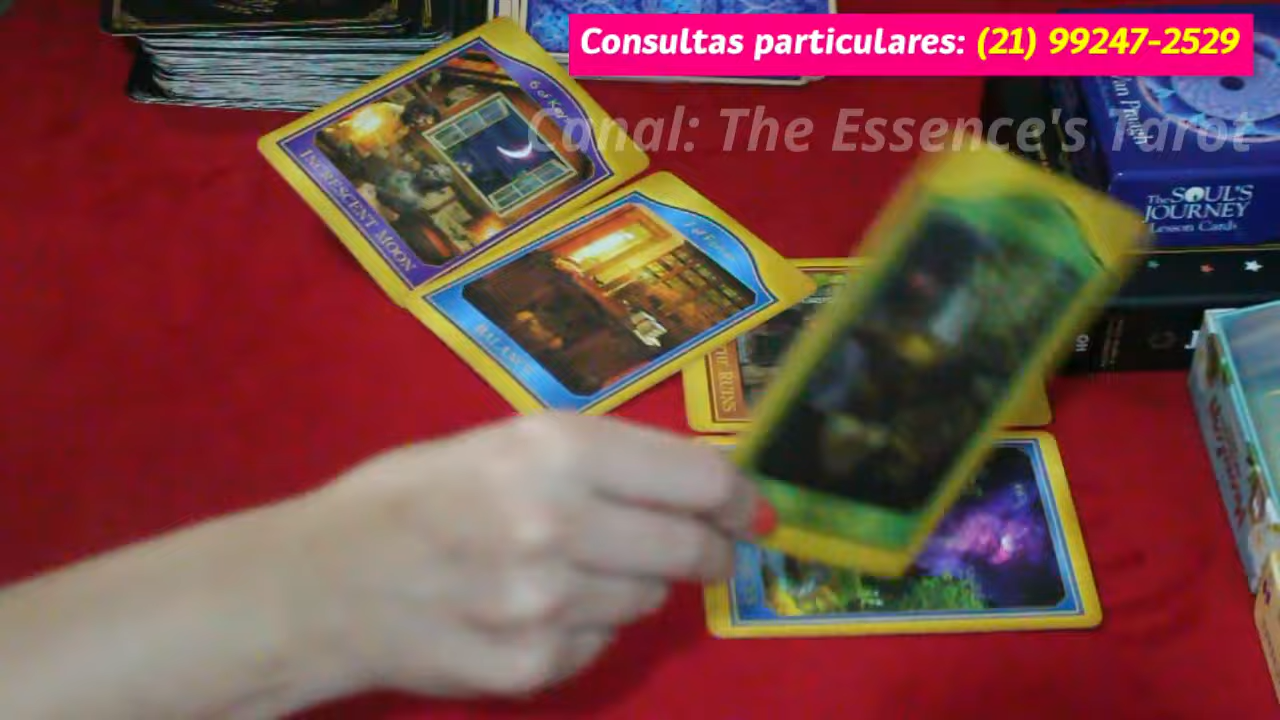 Consultas particulares: (21) 99247-2529
Canal: The Essence's Tarot
6 of
INCRESCENT MOON
BALANCE
RUINS
The SOUL'S
JOURNEY
Lesson Cards